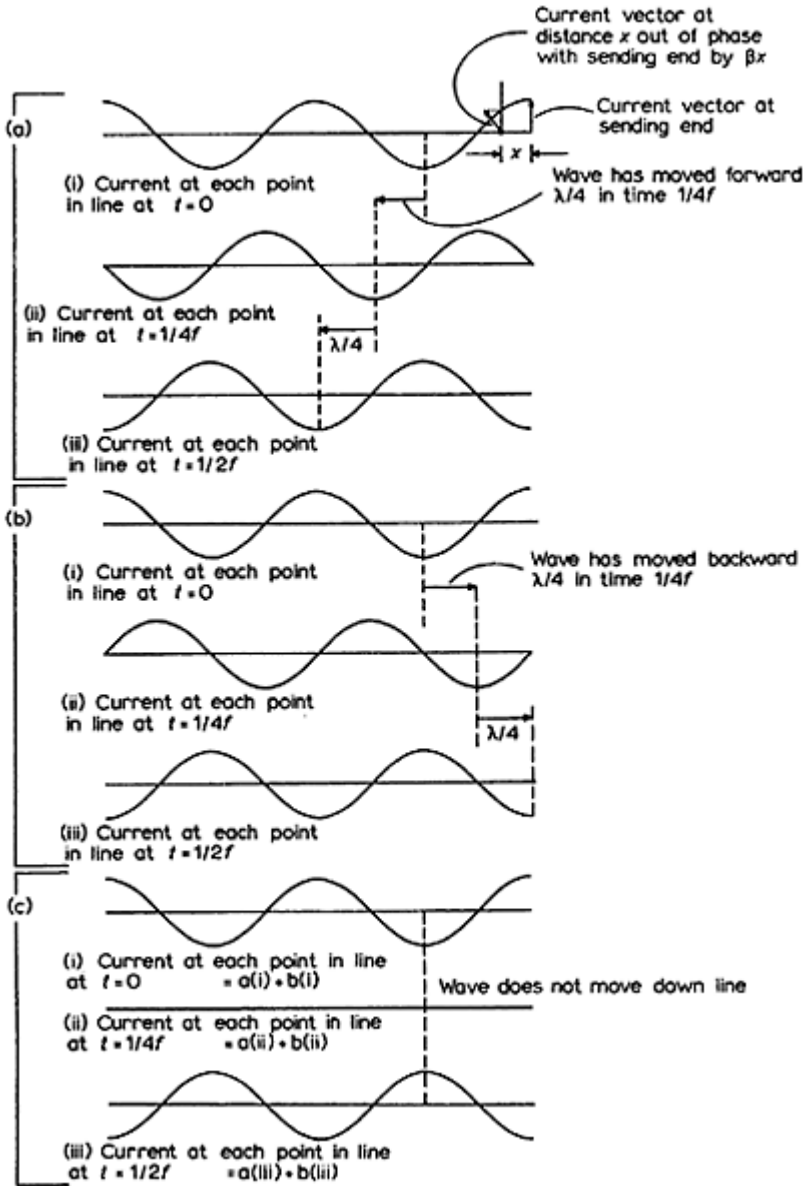 Current vector at
distance x out of phase
with sending end by βx
(a)
Current vector at
sending end
x
(i) Current at each point
in line at t=0
Wave has moved forward
λ/4 in time 1/4f
(ii) Current at each point
in line at t=1/4f
λ/4
(iii) Current at each point
in line at t=1/2f
(b)
(i) Current at each point
in line at t=0
Wave has moved backward
λ/4 in time 1/4f
(ii) Current at each point
in line at t=1/4f
λ/4
(iii) Current at each point
in line at t=1/2f
(c)
(i) Current at each point in line
at t=0 =a(i)+b(i)
Wave does not move down line
(ii) Current at each point in line
at t=1/4f =a(ii)+b(ii)
(iii) Current at each point in line
at t=1/2f =a(iii)+b(iii)